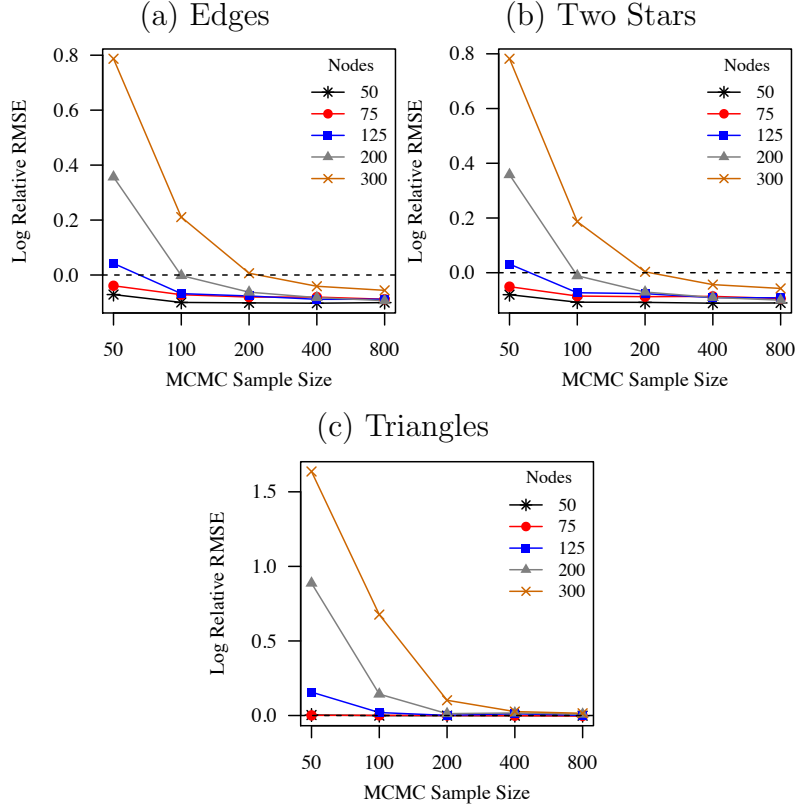 (a) Edges
Log Relative RMSE
0.8
0.6
0.4
0.2
0.0
Nodes
50
75
125
200
300
50 100 200 400 800
MCMC Sample Size
(b) Two Stars
Log Relative RMSE
0.8
0.6
0.4
0.2
0.0
Nodes
50
75
125
200
300
50 100 200 400 800
MCMC Sample Size
(c) Triangles
Log Relative RMSE
1.5
1.0
0.5
0.0
Nodes
50
75
125
200
300
50 100 200 400 800
MCMC Sample Size